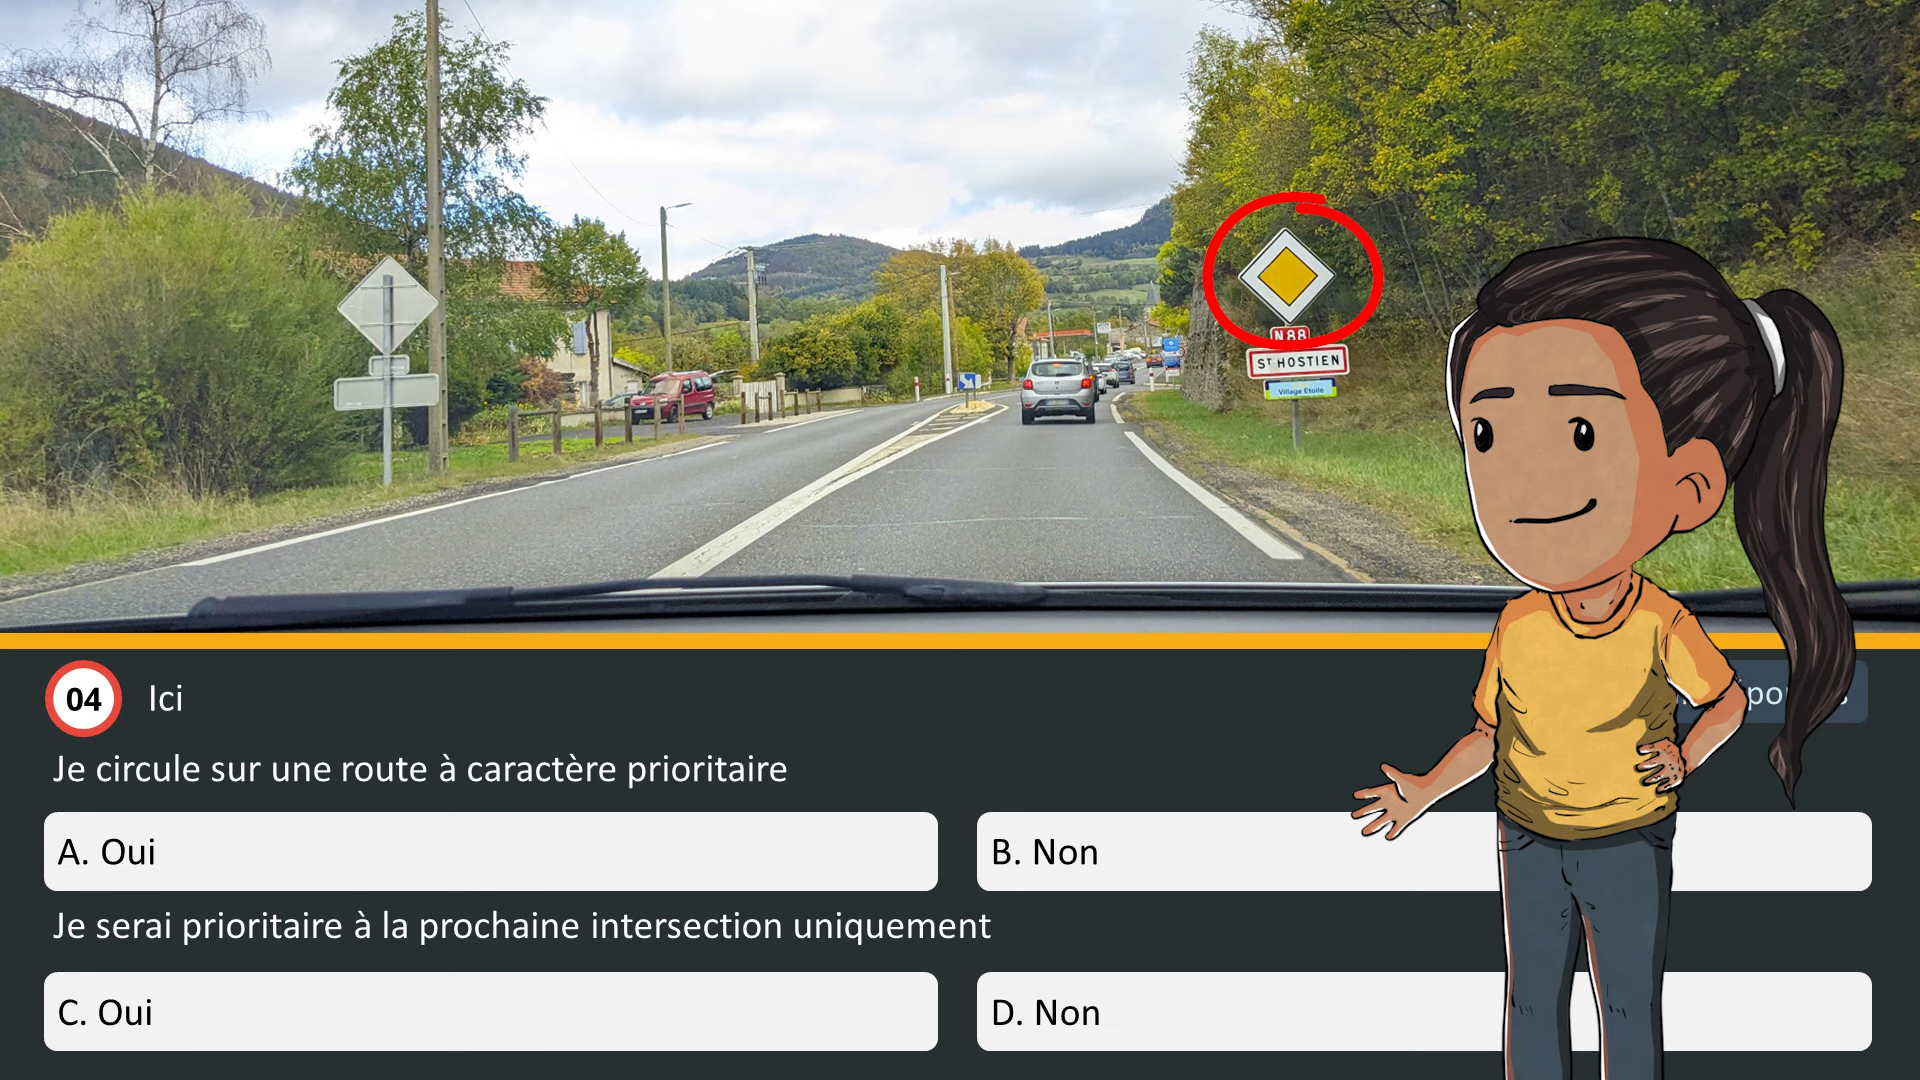 N88
ST HOSTIEN
Village Etoilé
04 Ici
Je circule sur une route à caractère prioritaire
A. Oui
B. Non
Je serai prioritaire à la prochaine intersection uniquement
C. Oui
D. Non